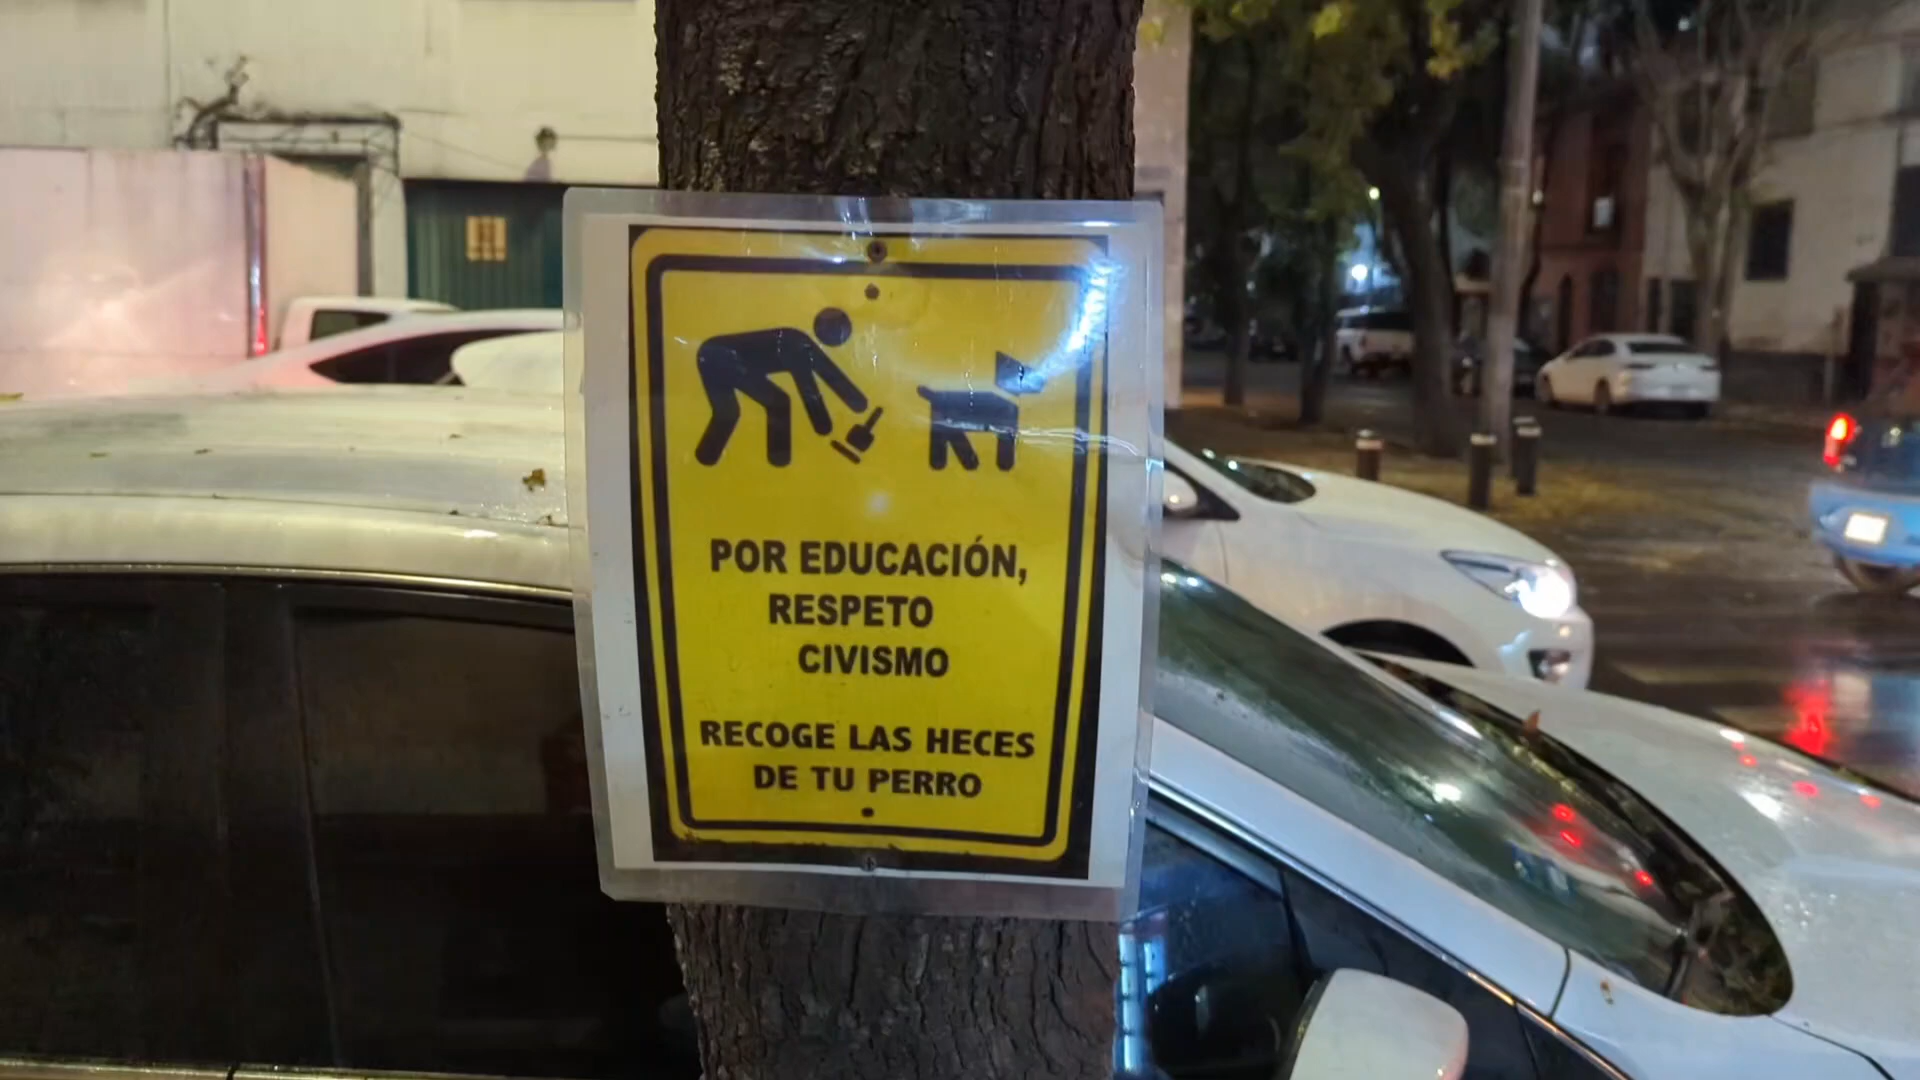 POR EDUCACIÓN,
RESPETO
CIVISMO
RECOGE LAS HECES
DE TU PERRO